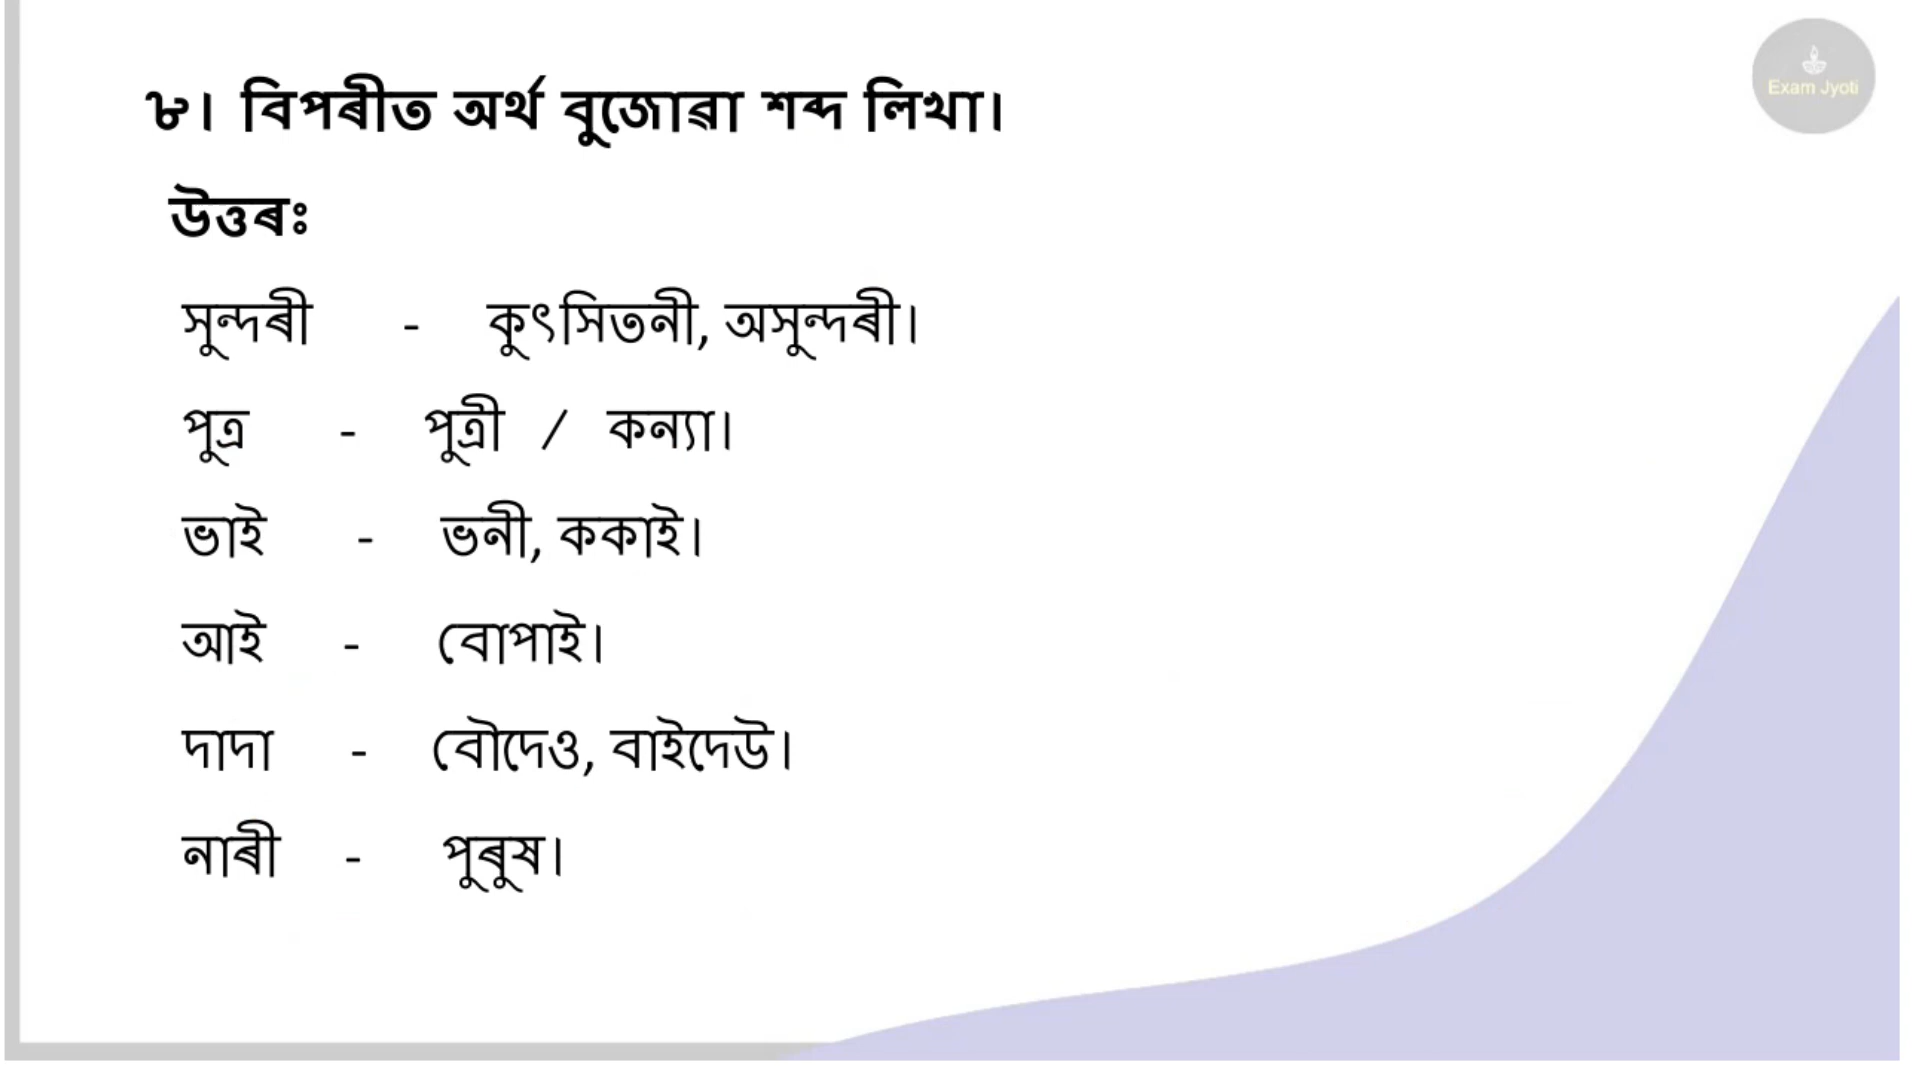 ৮। বিপৰীত অৰ্থ বুজোৱা শব্দ লিখা।
Exam Jyoti
উত্তৰঃ
সুন্দৰী - কুৎসিতনী, অসুন্দৰী।
পুত্ৰ - পুত্ৰী / কন্যা।
ভাই - ভনী, ককাই।
আই - বোপাই।
দাদা - বৌদেও, বাইদেউ।
নাৰী - পুৰুষ।